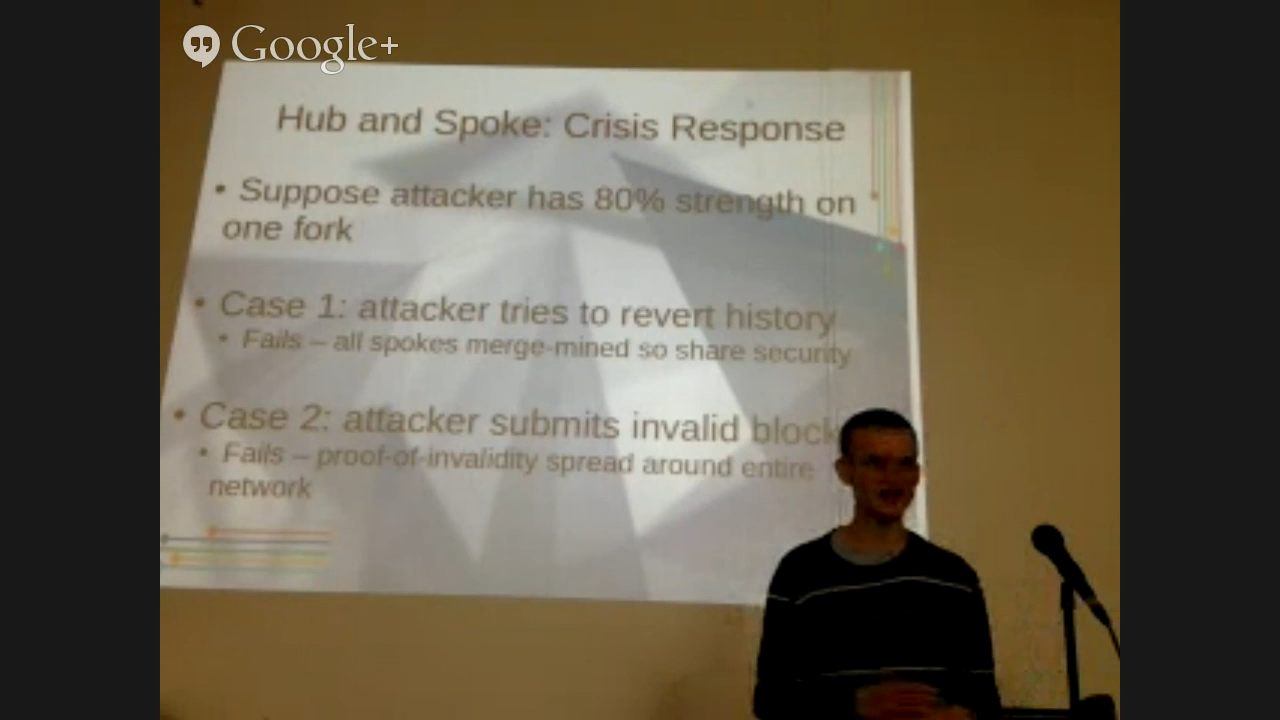 Google+
Hub and Spoke: Crisis Response
• Suppose attacker has 80% strength on
one fork
• Case 1: attacker tries to revert history
• Fails – all spokes merge-mined so share security
• Case 2: attacker submits invalid block
• Fails – proof-of-invalidity spread around entire
network